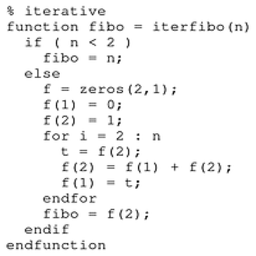 % iterative
function fibo = iterfibo(n)
  if ( n < 2 )
    fibo = n;
  else
    f = zeros(2,1);
    f(1) = 0;
    f(2) = 1;
    for i = 2 : n
      t = f(2);
      f(2) = f(1) + f(2);
      f(1) = t;
    endfor
    fibo = f(2);
  endif
endfunction